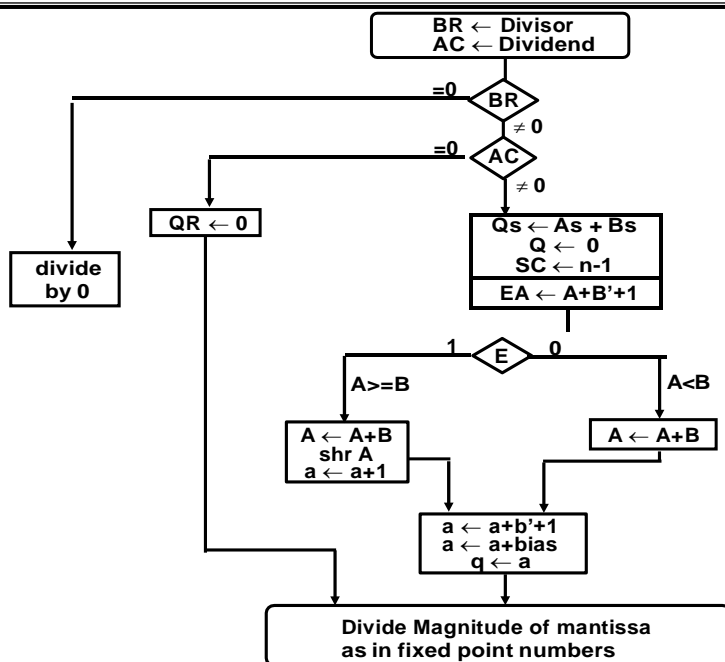 BR ← Divisor
AC ← Dividend
=0
BR
≠ 0
=0
AC
≠ 0
QR ← 0
divide
by 0
Qs ← As + Bs
Q ← 0
SC ← n-1
EA ← A+B’+1
1
E
0
A>=B
A<B
A ← A+B
shr A
a ← a+1
A ← A+B
a ← a+b’+1
a ← a+bias
q ← a
Divide Magnitude of mantissa
as in fixed point numbers